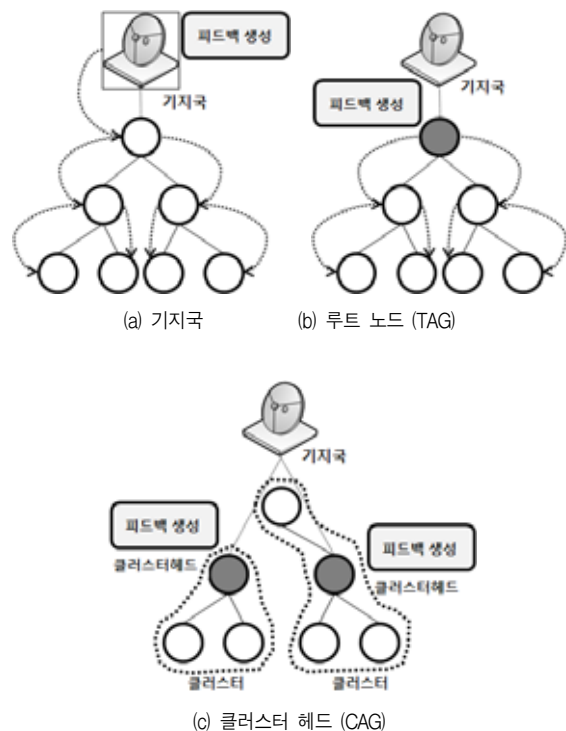 피드백 생성
기지국
(a) 기지국
기지국
피드백 생성
(b) 루트 노드 (TAG)
기지국
피드백 생성
클러스터헤드
피드백 생성
클러스터헤드
클러스터
클러스터
(c) 클러스터 헤드 (CAG)